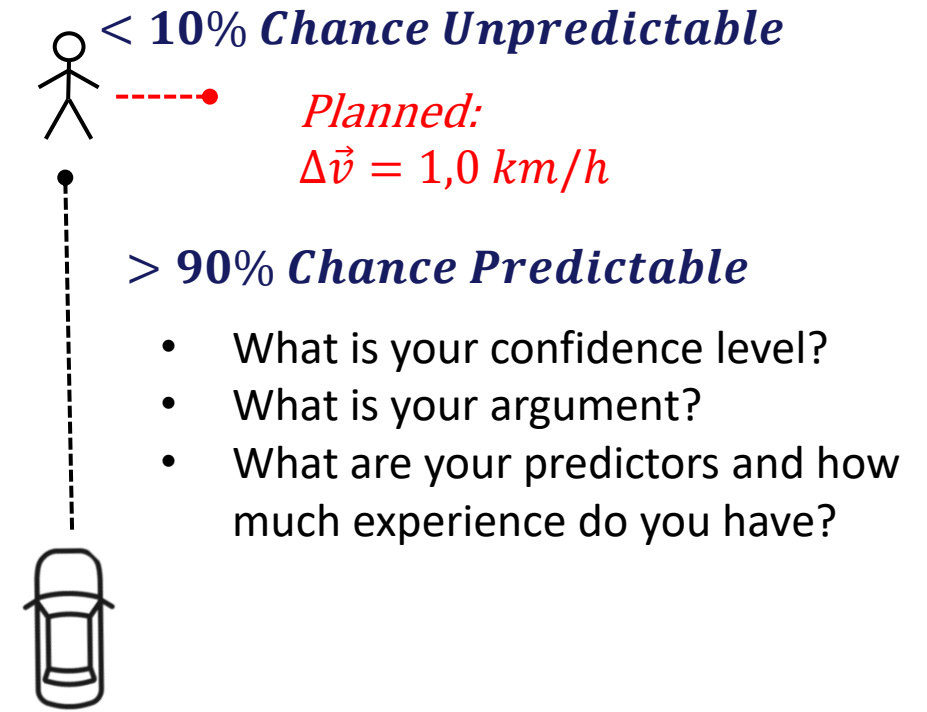 < 10% Chance Unpredictable
Planned:
Δv⃗ = 1,0 km/h
> 90% Chance Predictable
• What is your confidence level?
• What is your argument?
• What are your predictors and how
much experience do you have?